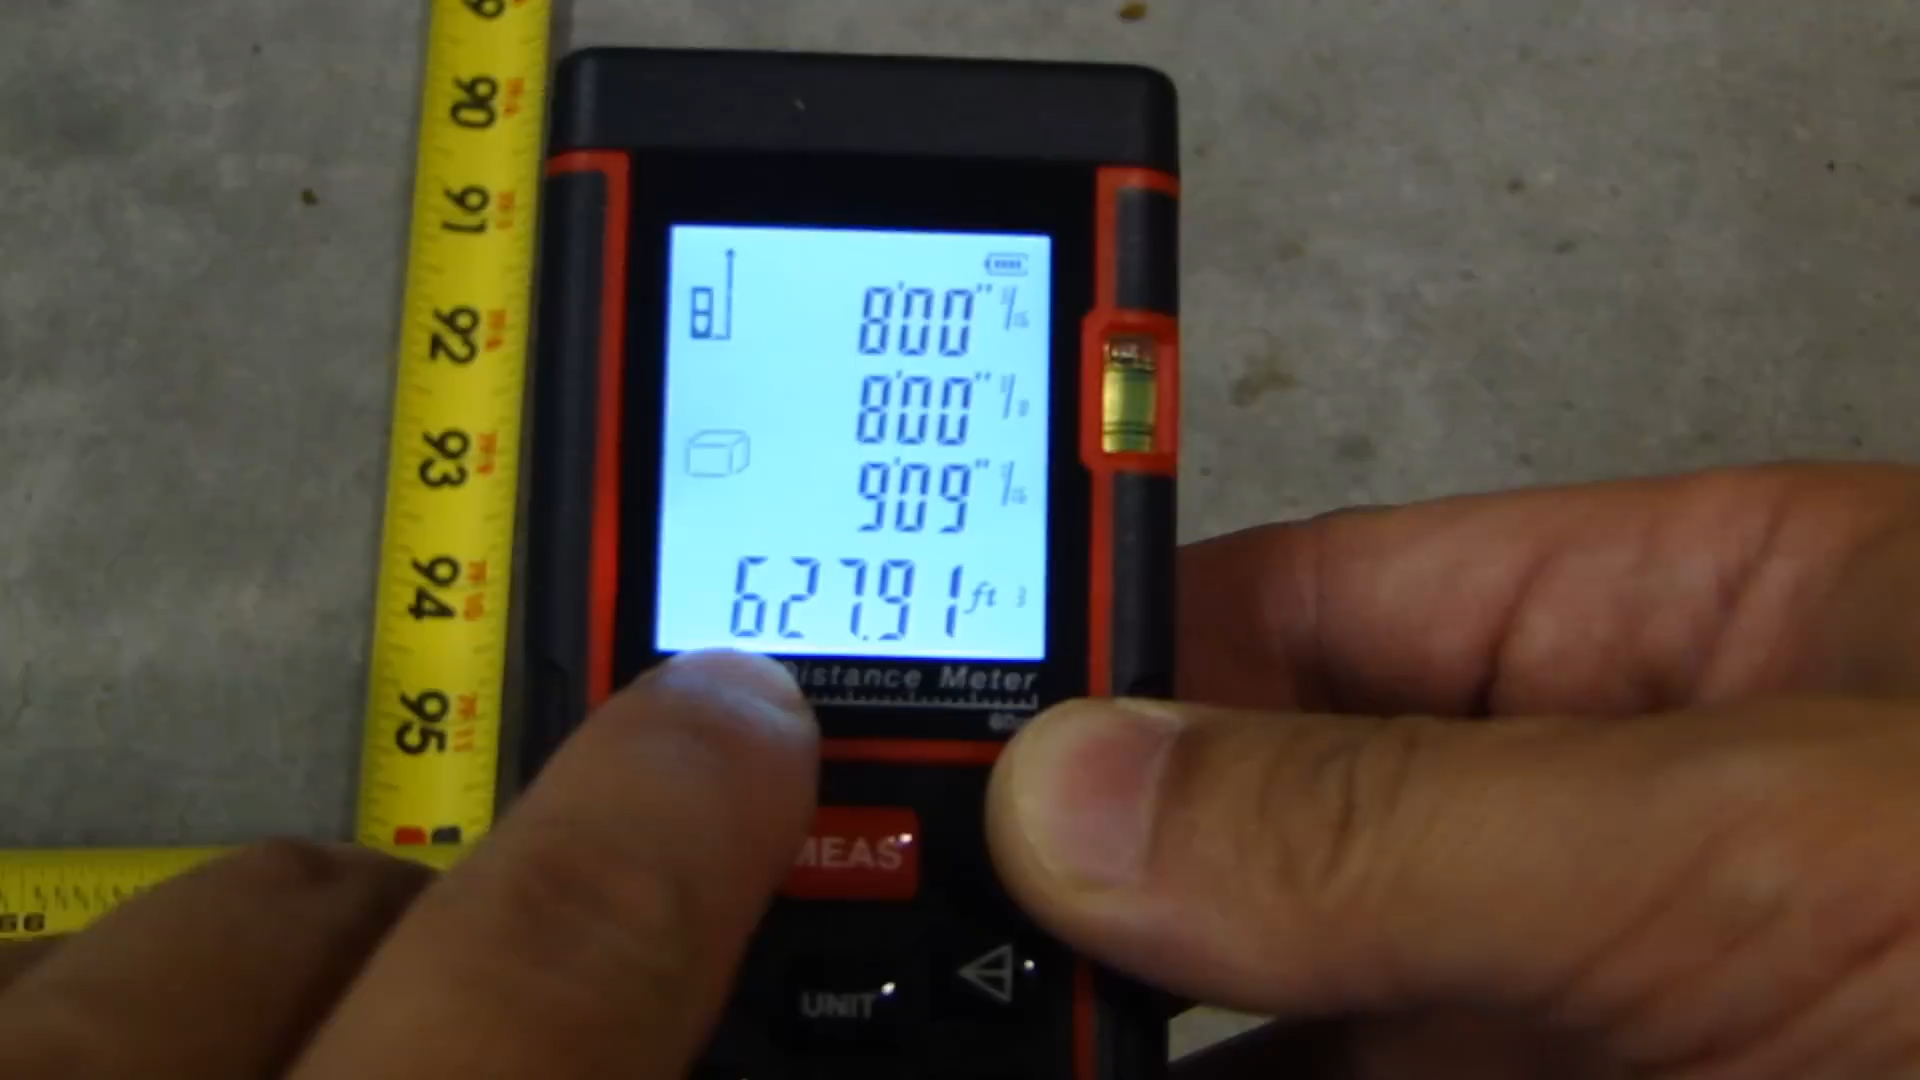 90
91
92
93
94
95
8'00"
8'00"
9'09"
627.91 ft 3
Distance Meter
MEAS
UNIT